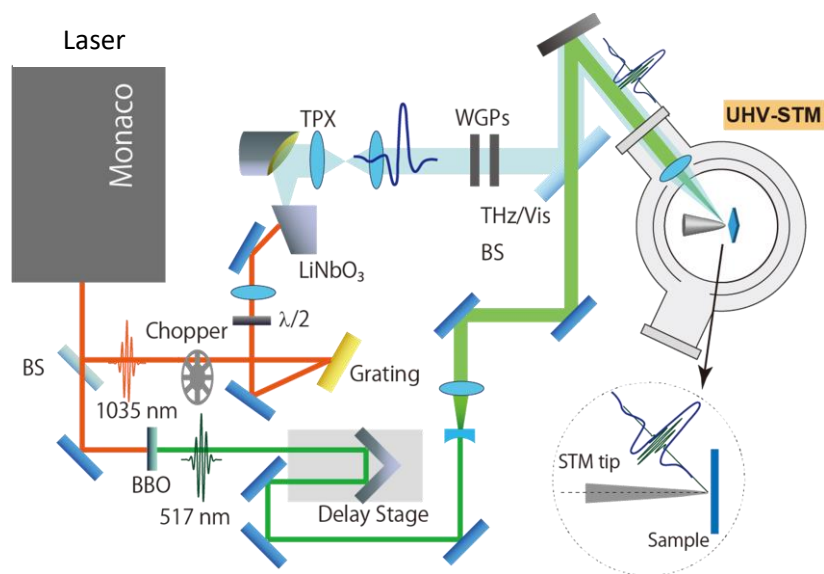 Laser
Monaco
TPX
WGPs
UHV-STM
THz/Vis
BS
LiNbO₃
λ/2
Chopper
BS
Grating
1035 nm
BBO
517 nm
Delay Stage
STM tip
Sample